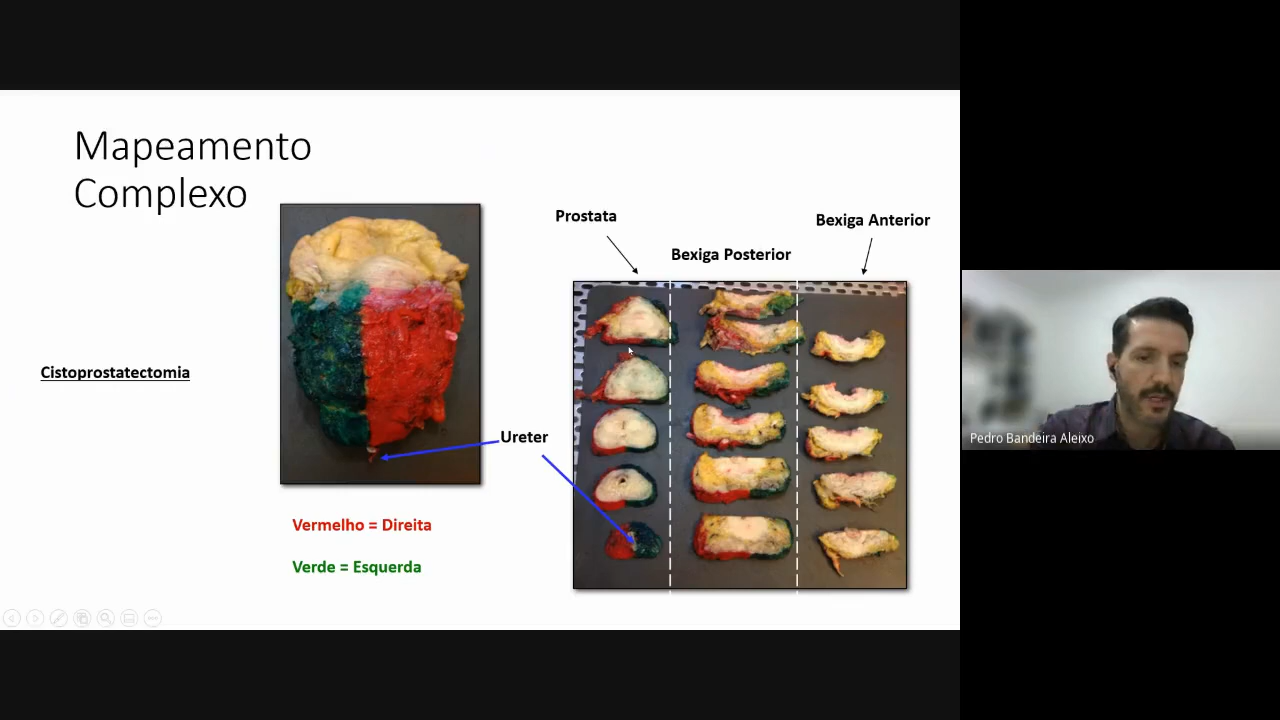 Mapeamento
Complexo
Prostata
Bexiga Anterior
Bexiga Posterior
Cistoprostatectomia
Ureter
Pedro Bandeira Aleixo
Vermelho = Direita
Verde = Esquerda